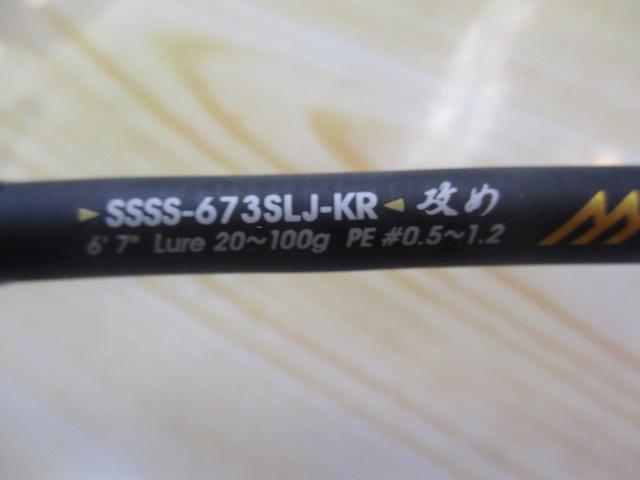 SSSS-673SLJ-KR 攻め
6' 7" Lure 20~100g PE #0.5~1.2